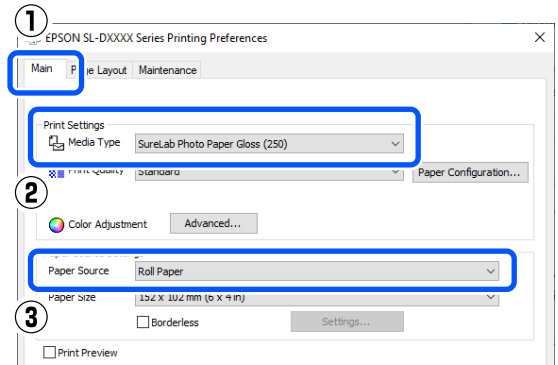 ①
EPSON SL-DXXXX Series Printing Preferences
Main Page Layout Maintenance
Print Settings
Media Type SureLab Photo Paper Gloss (250)
Print Quality Standard Paper Configuration...
②
Color Adjustment Advanced...
Paper Source Roll Paper
Paper Size 152 x 102 mm (6 x 4 in)
③
Borderless Settings...
Print Preview